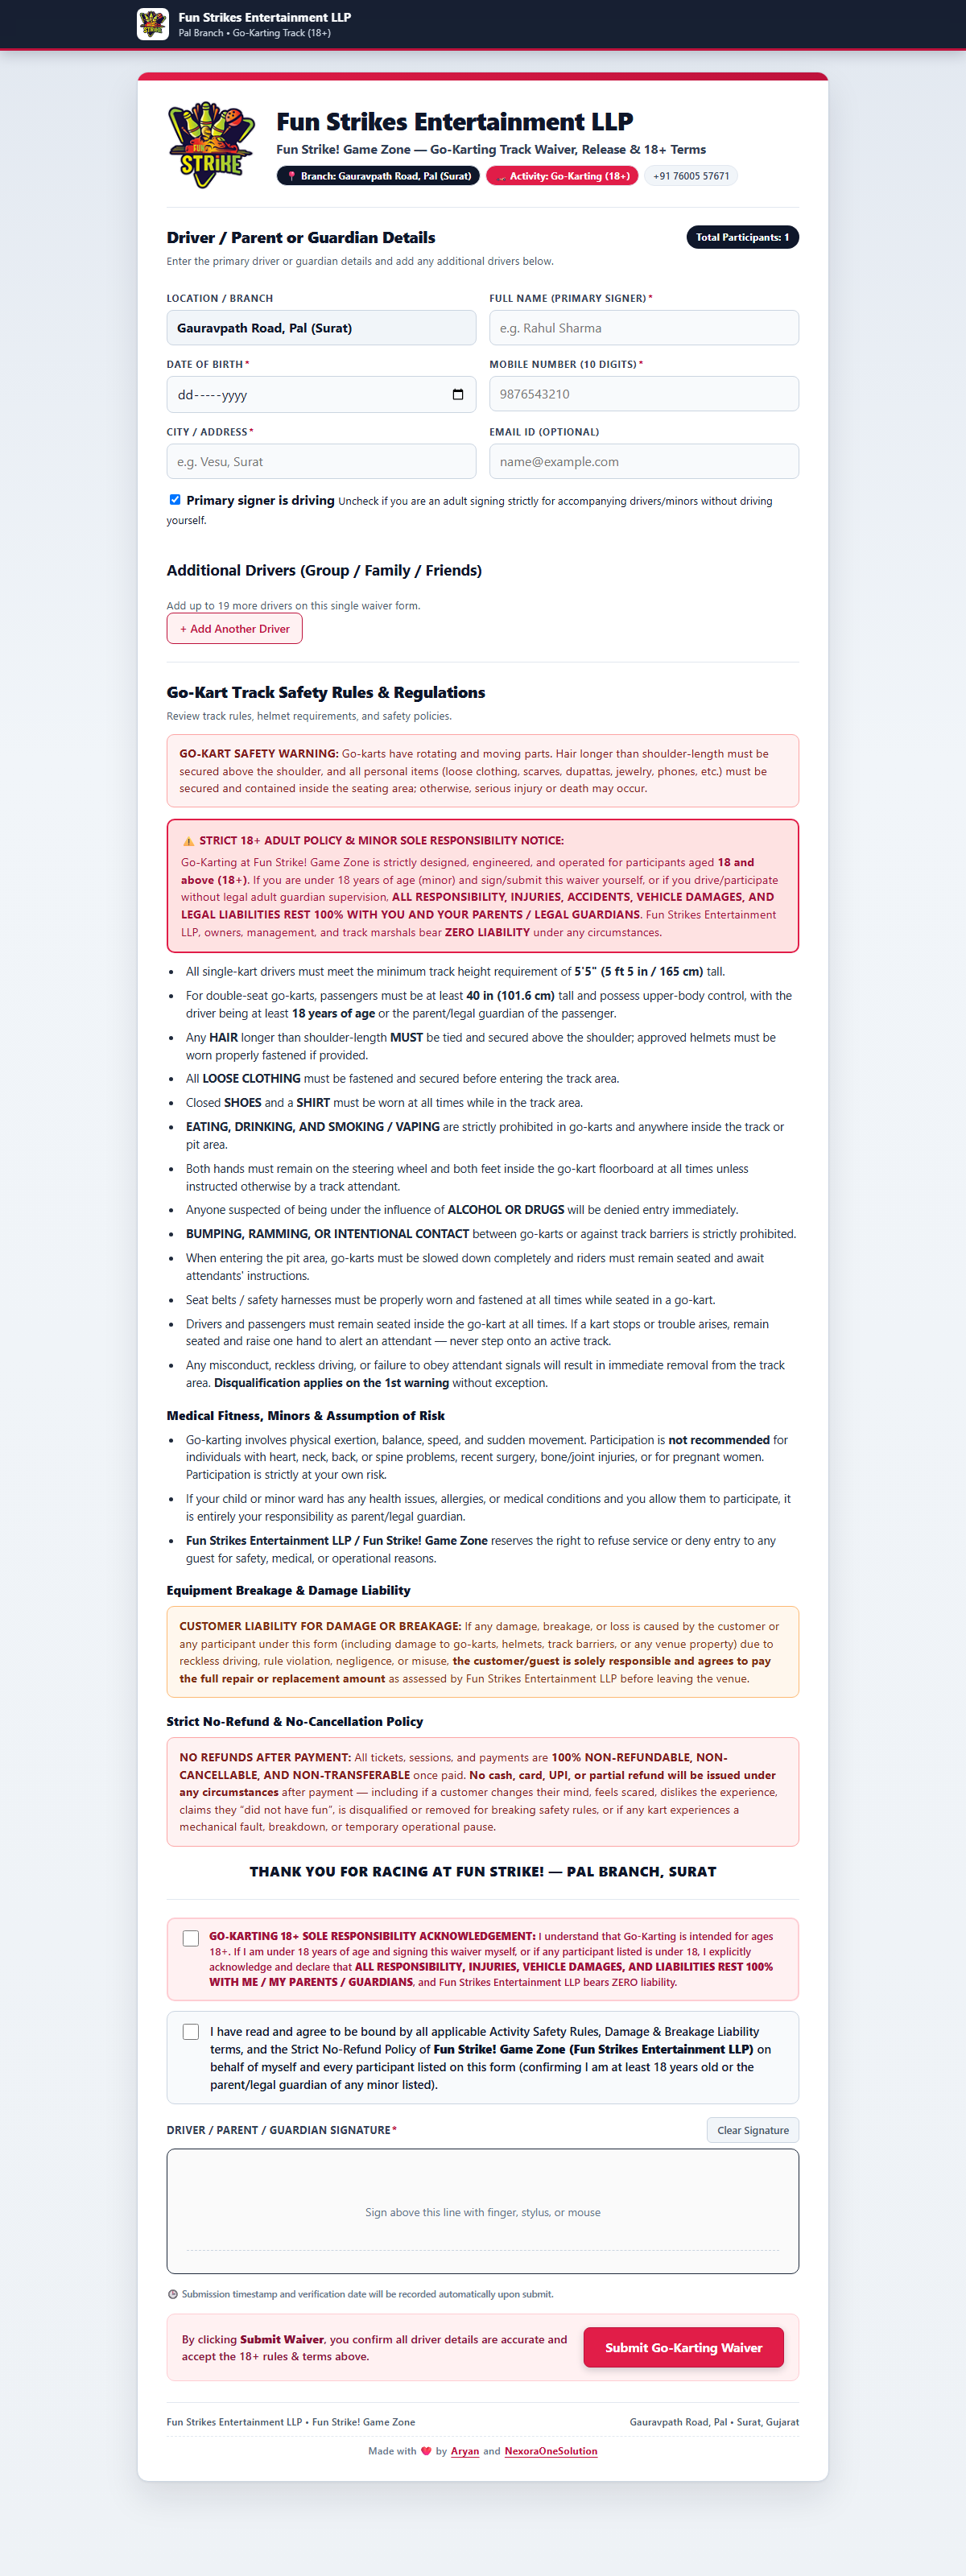 Fun Strikes Entertainment LLP
Pal Branch • Go-Karting Track (18+)
FUN
STRIKE
Fun Strikes Entertainment LLP
Fun Strike! Game Zone — Go-Karting Track Waiver, Release & 18+ Terms
📍 Branch: Gauravpath Road, Pal (Surat)
🏎️ Activity: Go-Karting (18+)
+91 76005 57671
Driver / Parent or Guardian Details
Total Participants: 1
Enter the primary driver or guardian details and add any additional drivers below.
LOCATION / BRANCH
FULL NAME (PRIMARY SIGNER) *
Gauravpath Road, Pal (Surat)
e.g. Rahul Sharma
DATE OF BIRTH *
MOBILE NUMBER (10 DIGITS) *
dd-----yyyy
9876543210
CITY / ADDRESS *
EMAIL ID (OPTIONAL)
e.g. Vesu, Surat
name@example.com
Primary signer is driving Uncheck if you are an adult signing strictly for accompanying drivers/minors without driving
yourself.
Additional Drivers (Group / Family / Friends)
Add up to 19 more drivers on this single waiver form.
+ Add Another Driver
Go-Kart Track Safety Rules & Regulations
Review track rules, helmet requirements, and safety policies.
GO-KART SAFETY WARNING: Go-karts have rotating and moving parts. Hair longer than shoulder-length must be
secured above the shoulder, and all personal items (loose clothing, scarves, dupattas, jewelry, phones, etc.) must be
secured and contained inside the seating area; otherwise, serious injury or death may occur.
⚠️ STRICT 18+ ADULT POLICY & MINOR SOLE RESPONSIBILITY NOTICE:
Go-Karting at Fun Strike! Game Zone is strictly designed, engineered, and operated for participants aged 18 and
above (18+). If you are under 18 years of age (minor) and sign/submit this waiver yourself, or if you drive/participate
without legal adult guardian supervision, ALL RESPONSIBILITY, INJURIES, ACCIDENTS, VEHICLE DAMAGES, AND
LEGAL LIABILITIES REST 100% WITH YOU AND YOUR PARENTS / LEGAL GUARDIANS. Fun Strikes Entertainment
LLP, owners, management, and track marshals bear ZERO LIABILITY under any circumstances.
• All single-kart drivers must meet the minimum track height requirement of 5'5" (5 ft 5 in / 165 cm) tall.
• For double-seat go-karts, passengers must be at least 40 in (101.6 cm) tall and possess upper-body control, with the
driver being at least 18 years of age or the parent/legal guardian of the passenger.
• Any HAIR longer than shoulder-length MUST be tied and secured above the shoulder; approved helmets must be
worn properly fastened if provided.
• All LOOSE CLOTHING must be fastened and secured before entering the track area.
• Closed SHOES and a SHIRT must be worn at all times while in the track area.
• EATING, DRINKING, AND SMOKING / VAPING are strictly prohibited in go-karts and anywhere inside the track or
pit area.
• Both hands must remain on the steering wheel and both feet inside the go-kart floorboard at all times unless
instructed otherwise by a track attendant.
• Anyone suspected of being under the influence of ALCOHOL OR DRUGS will be denied entry immediately.
• BUMPING, RAMMING, OR INTENTIONAL CONTACT between go-karts or against track barriers is strictly prohibited.
• When entering the pit area, go-karts must be slowed down completely and riders must remain seated and await
attendants' instructions.
• Seat belts / safety harnesses must be properly worn and fastened at all times while seated in a go-kart.
• Drivers and passengers must remain seated inside the go-kart at all times. If a kart stops or trouble arises, remain
seated and raise one hand to alert an attendant — never step onto an active track.
• Any misconduct, reckless driving, or failure to obey attendant signals will result in immediate removal from the track
area. Disqualification applies on the 1st warning without exception.
Medical Fitness, Minors & Assumption of Risk
• Go-karting involves physical exertion, balance, speed, and sudden movement. Participation is not recommended for
individuals with heart, neck, back, or spine problems, recent surgery, bone/joint injuries, or for pregnant women.
Participation is strictly at your own risk.
• If your child or minor ward has any health issues, allergies, or medical conditions and you allow them to participate, it
is entirely your responsibility as parent/legal guardian.
• Fun Strikes Entertainment LLP / Fun Strike! Game Zone reserves the right to refuse service or deny entry to any
guest for safety, medical, or operational reasons.
Equipment Breakage & Damage Liability
CUSTOMER LIABILITY FOR DAMAGE OR BREAKAGE: If any damage, breakage, or loss is caused by the customer or
any participant under this form (including damage to go-karts, helmets, track barriers, or any venue property) due to
reckless driving, rule violation, negligence, or misuse, the customer/guest is solely responsible and agrees to pay
the full repair or replacement amount as assessed by Fun Strikes Entertainment LLP before leaving the venue.
Strict No-Refund & No-Cancellation Policy
NO REFUNDS AFTER PAYMENT: All tickets, sessions, and payments are 100% NON-REFUNDABLE, NON-
CANCELLABLE, AND NON-TRANSFERABLE once paid. No cash, card, UPI, or partial refund will be issued under
any circumstances after payment — including if a customer changes their mind, feels scared, dislikes the experience,
claims they “did not have fun”, is disqualified or removed for breaking safety rules, or if any kart experiences a
mechanical fault, breakdown, or temporary operational pause.
THANK YOU FOR RACING AT FUN STRIKE! — PAL BRANCH, SURAT
GO-KARTING 18+ SOLE RESPONSIBILITY ACKNOWLEDGEMENT: I understand that Go-Karting is intended for ages
18+. If I am under 18 years of age and signing this waiver myself, or if any participant listed is under 18, I explicitly
acknowledge and declare that ALL RESPONSIBILITY, INJURIES, VEHICLE DAMAGES, AND LIABILITIES REST 100%
WITH ME / MY PARENTS / GUARDIANS, and Fun Strikes Entertainment LLP bears ZERO liability.
I have read and agree to be bound by all applicable Activity Safety Rules, Damage & Breakage Liability
terms, and the Strict No-Refund Policy of Fun Strike! Game Zone (Fun Strikes Entertainment LLP) on
behalf of myself and every participant listed on this form (confirming I am at least 18 years old or the
parent/legal guardian of any minor listed).
DRIVER / PARENT / GUARDIAN SIGNATURE *
Clear Signature
Sign above this line with finger, stylus, or mouse
🕒 Submission timestamp and verification date will be recorded automatically upon submit.
By clicking Submit Waiver, you confirm all driver details are accurate and
accept the 18+ rules & terms above.
Submit Go-Karting Waiver
Fun Strikes Entertainment LLP • Fun Strike! Game Zone
Gauravpath Road, Pal • Surat, Gujarat
Made with ❤️ by Aryan and NexoraOneSolution